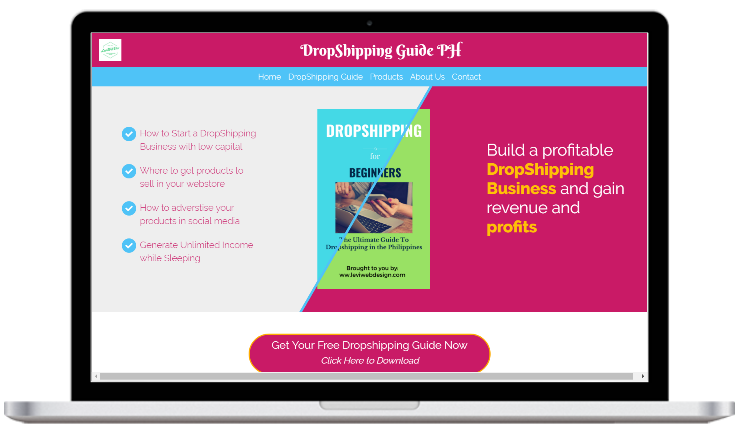 DropShipping Guide PH
Home DropShipping Guide Products About Us Contact
How to Start a DropShipping
Business with low capital
Where to get products to
sell in your webstore
How to adverstise your
products in social media
Generate Unlimited Income
while Sleeping
DROPSHIPPING
for
BEGINNERS
The Ultimate Guide To
Dropshipping in the Philippines
Brought to you by:
ww.leviwebdesign.com
Build a profitable
DropShipping
Business and gain
revenue and
profits
Get Your Free Dropshipping Guide Now
Click Here to Download